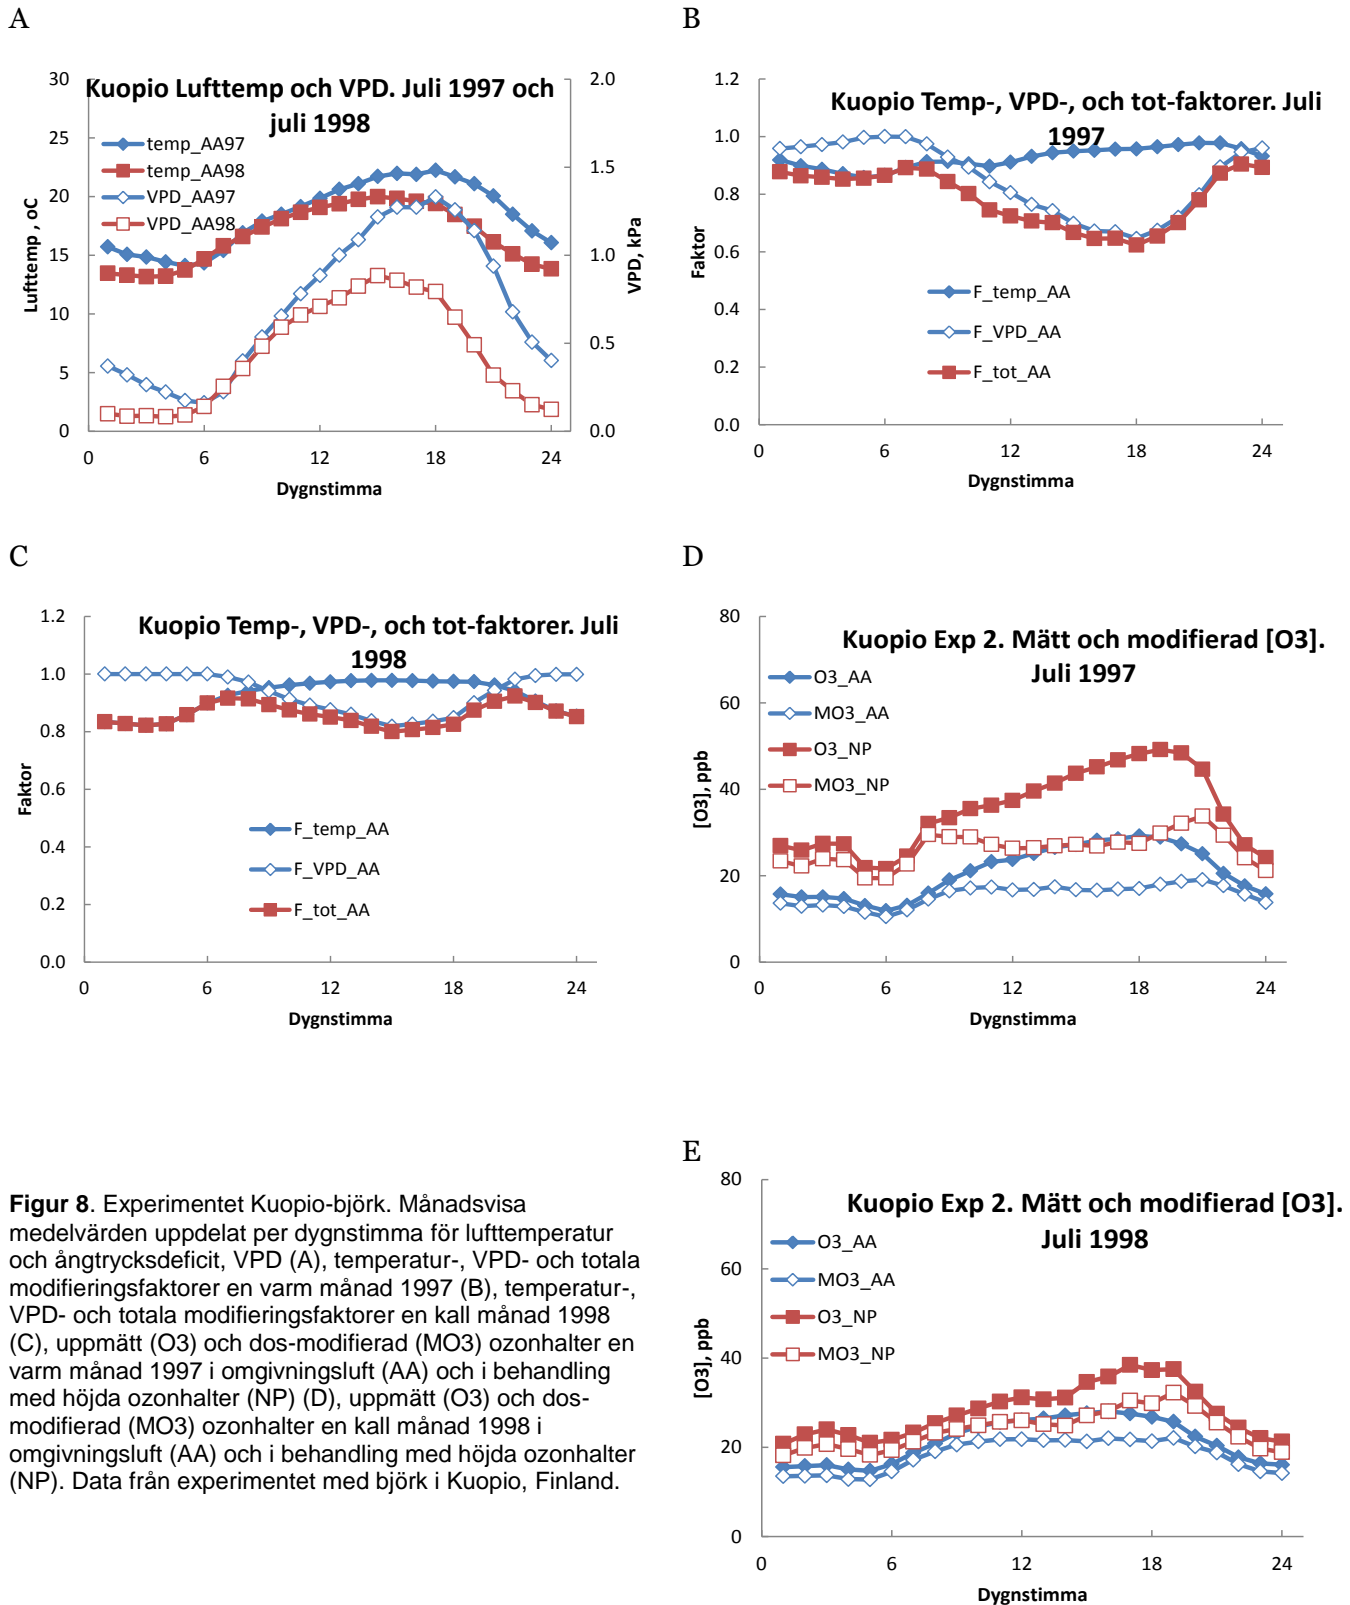 A
Kuopio Lufttemp och VPD. Juli 1997 och
juli 1998
30
25
20
15
10
5
0
2.0
1.5
1.0
0.5
0.0
temp_AA97
temp_AA98
VPD_AA97
VPD_AA98
Lufttemp , oC
VPD, kPa
0
6
12
18
24
Dygnstimma
B
Kuopio Temp-, VPD-, och tot-faktorer. Juli
1997
1.2
1.0
0.8
0.6
0.4
0.2
0.0
Faktor
F_temp_AA
F_VPD_AA
F_tot_AA
0
6
12
18
24
Dygnstimma
C
Kuopio Temp-, VPD-, och tot-faktorer. Juli
1998
1.2
1.0
0.8
0.6
0.4
0.2
0.0
Faktor
F_temp_AA
F_VPD_AA
F_tot_AA
0
6
12
18
24
Dygnstimma
D
Kuopio Exp 2. Mätt och modifierad [O3].
Juli 1997
80
60
40
20
0
[O3], ppb
O3_AA
MO3_AA
O3_NP
MO3_NP
0
6
12
18
24
Dygnstimma
E
Kuopio Exp 2. Mätt och modifierad [O3].
Juli 1998
80
60
40
20
0
[O3], ppb
O3_AA
MO3_AA
O3_NP
MO3_NP
0
6
12
18
24
Dygnstimma
Figur 8. Experimentet Kuopio-björk. Månadsvisa
medelvärden uppdelat per dygnstimma för lufttemperatur
och ångtrycksdeficit, VPD (A), temperatur-, VPD- och totala
modifieringsfaktorer en varm månad 1997 (B), temperatur-,
VPD- och totala modifieringsfaktorer en kall månad 1998
(C), uppmätt (O3) och dos-modifierad (MO3) ozonhalter en
varm månad 1997 i omgivningsluft (AA) och i behandling
med höjda ozonhalter (NP) (D), uppmätt (O3) och dos-
modifierad (MO3) ozonhalter en kall månad 1998 i
omgivningsluft (AA) och i behandling med höjda ozonhalter
(NP). Data från experimentet med björk i Kuopio, Finland.